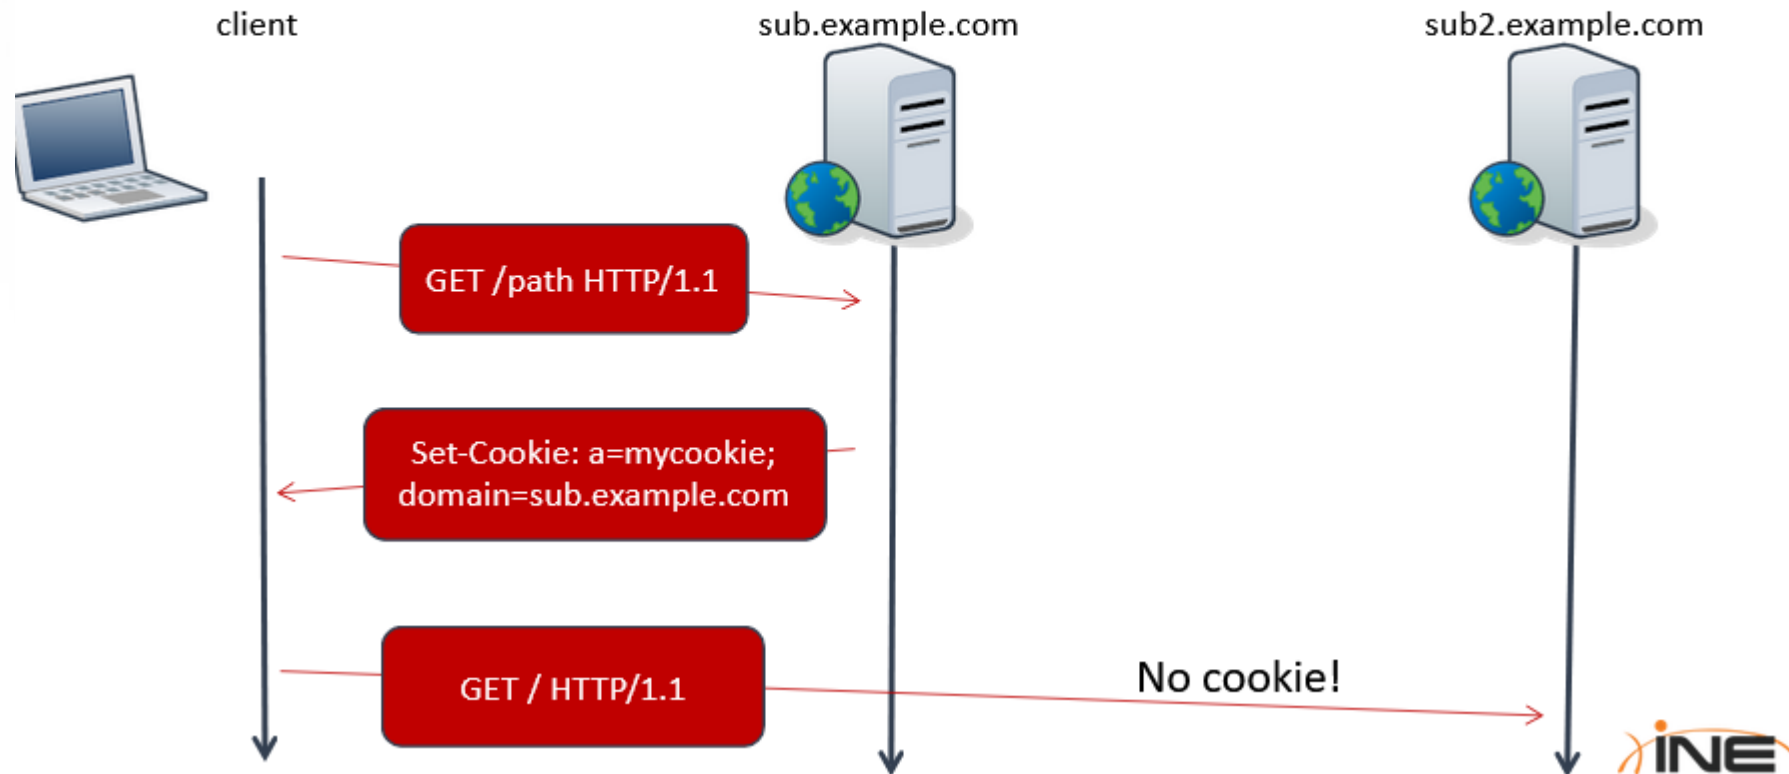 client
sub.example.com
sub2.example.com
GET /path HTTP/1.1
Set-Cookie: a=mycookie;
domain=sub.example.com
GET / HTTP/1.1
No cookie!
iNE